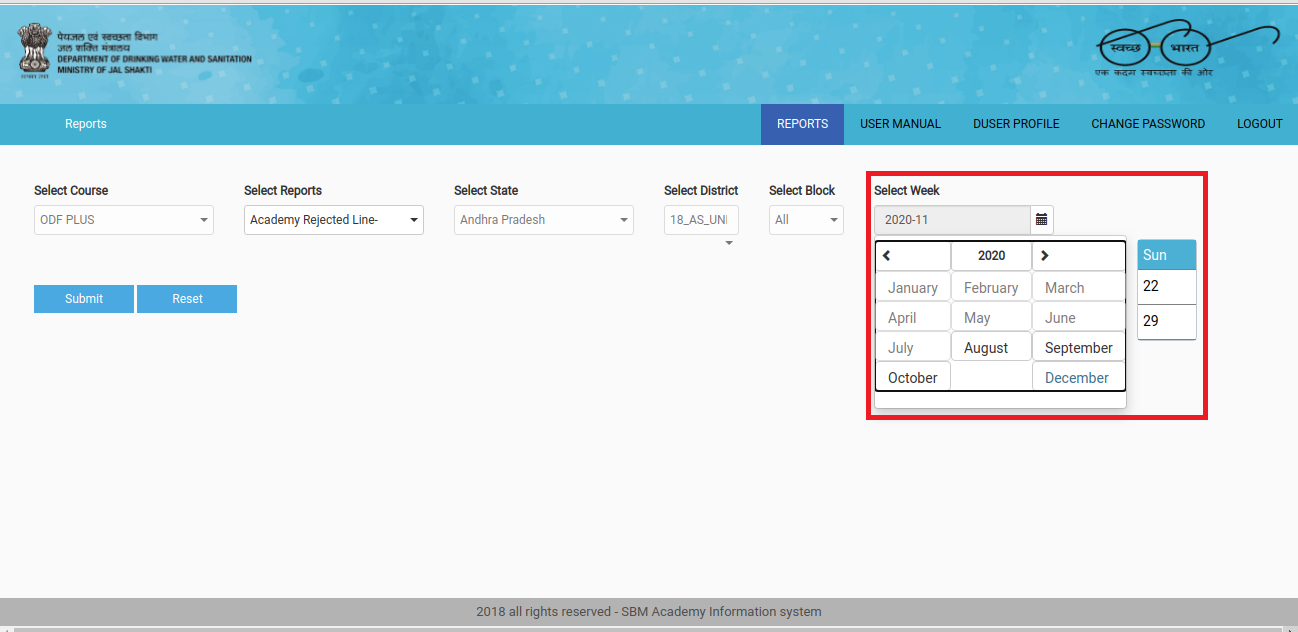 पेयजल एवं स्वच्छता विभाग
जल शक्ति मंत्रालय
DEPARTMENT OF DRINKING WATER AND SANITATION
MINISTRY OF JAL SHAKTI
स्वच्छ भारत
एक कदम स्वच्छता की ओर
Reports
REPORTS USER MANUAL DUSER PROFILE CHANGE PASSWORD LOGOUT
Select Course Select Reports Select State Select District Select Block Select Week
ODF PLUS Academy Rejected Line- Andhra Pradesh 18_AS_UNI All 2020-11
2020
Sun
January February March
22
April May June
29
July August September
October December
Submit Reset
2018 all rights reserved - SBM Academy Information system